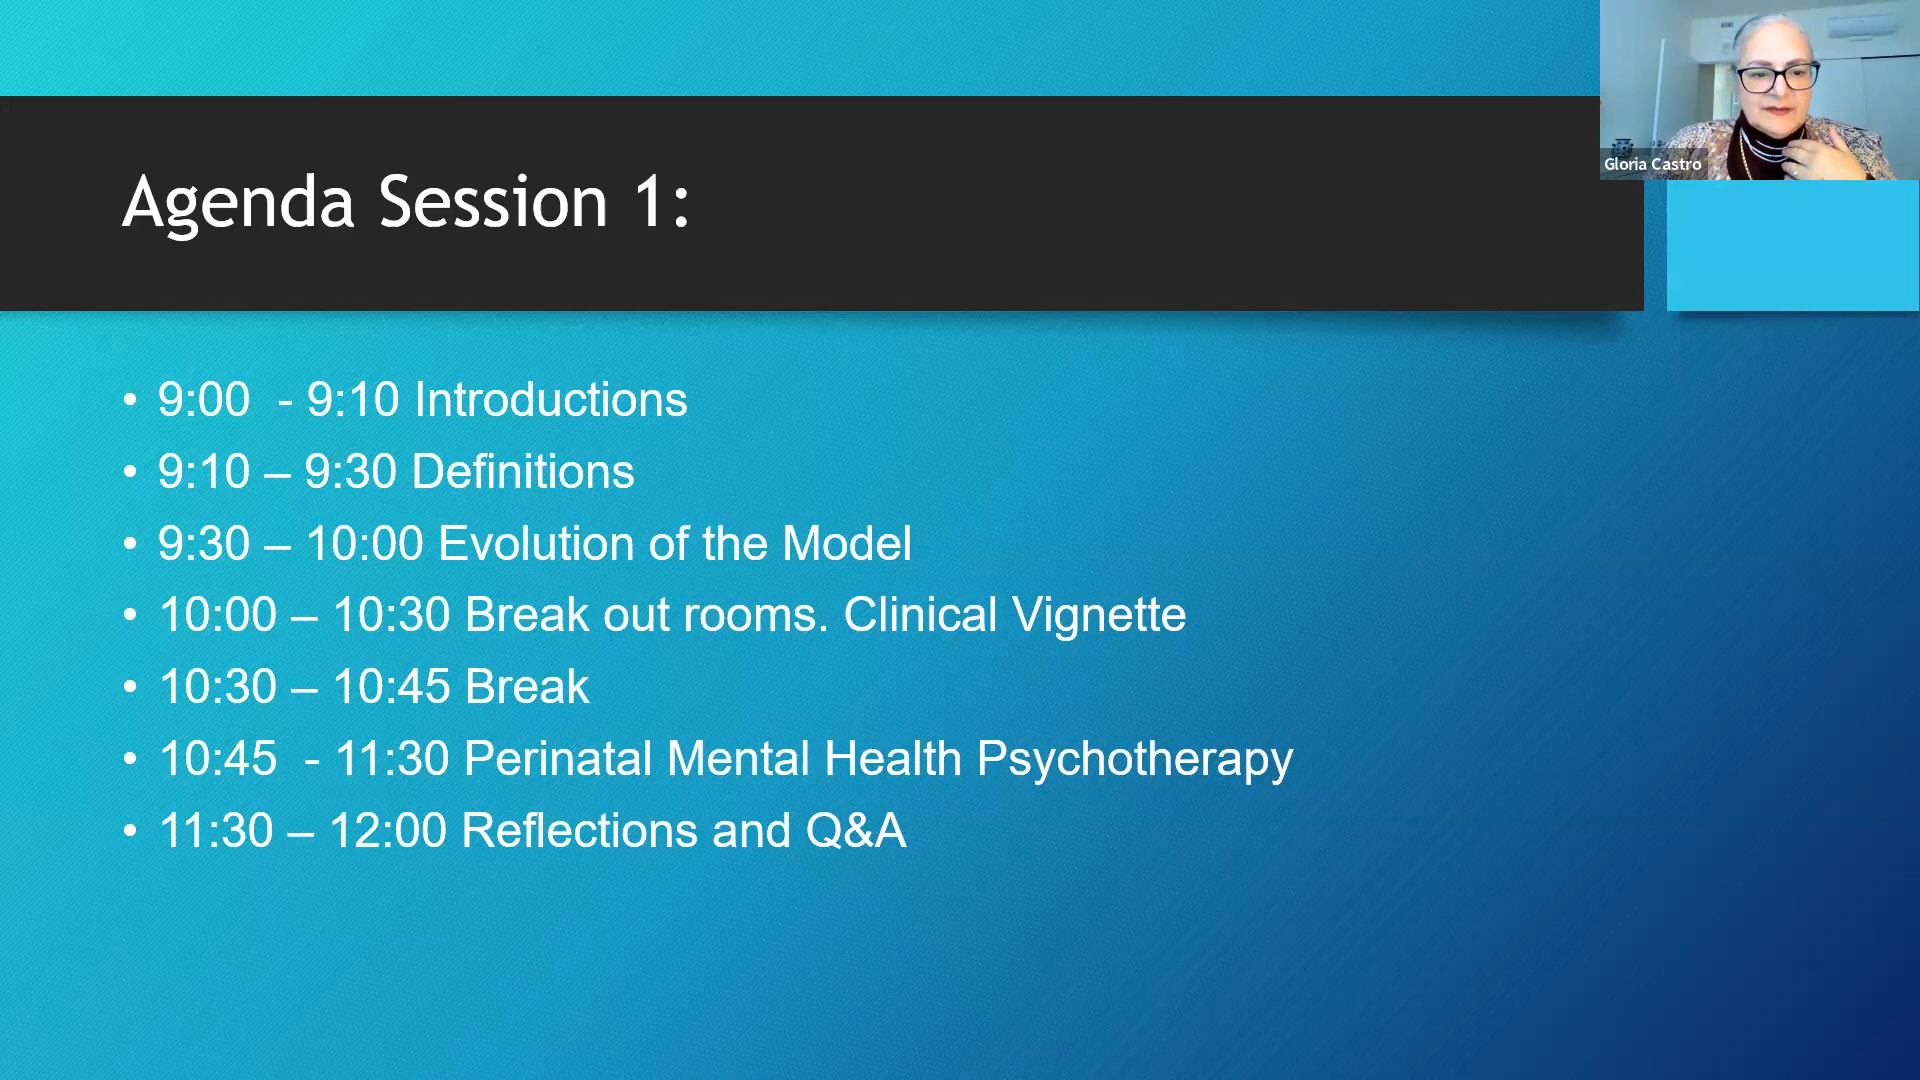 Gloria Castro
Agenda Session 1:
• 9:00  - 9:10 Introductions
• 9:10 – 9:30 Definitions
• 9:30 – 10:00 Evolution of the Model
• 10:00 – 10:30 Break out rooms. Clinical Vignette
• 10:30 – 10:45 Break
• 10:45  - 11:30 Perinatal Mental Health Psychotherapy
• 11:30 – 12:00 Reflections and Q&A